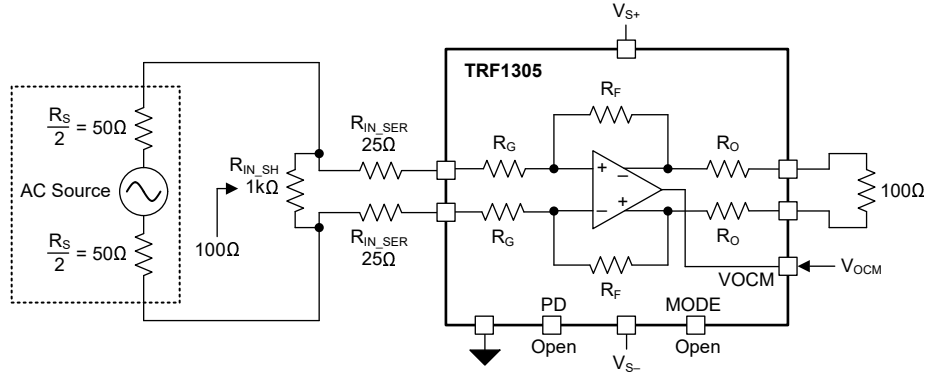 VS+
TRF1305
RS/2 = 50Ω
AC Source
RS/2 = 50Ω
RIN_SH
1kΩ
100Ω
RIN_SER
25Ω
RIN_SER
25Ω
RG
RG
RF
RF
+
−
−
+
RO
RO
100Ω
VOCM
VOCM
PD
Open
VS−
MODE
Open